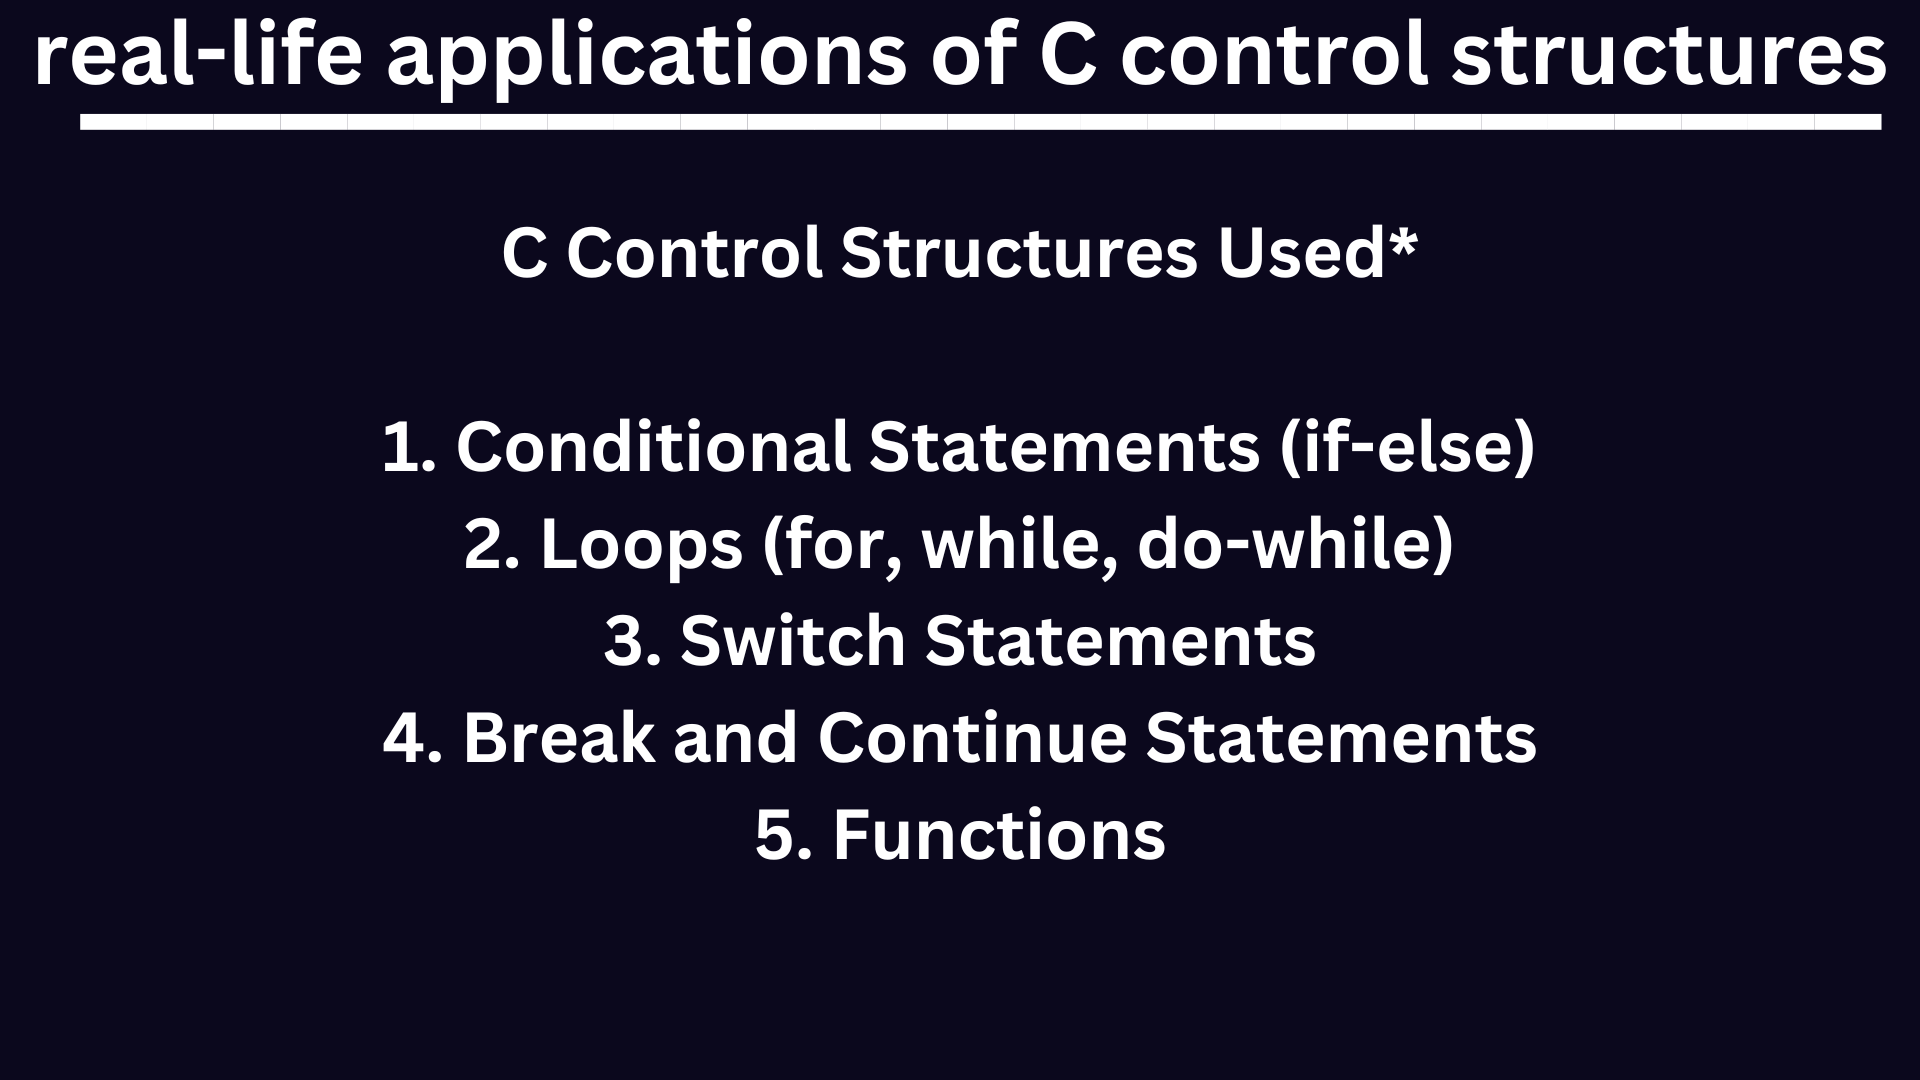 real-life applications of C control structures
C Control Structures Used*
1. Conditional Statements (if-else)
2. Loops (for, while, do-while)
3. Switch Statements
4. Break and Continue Statements
5. Functions